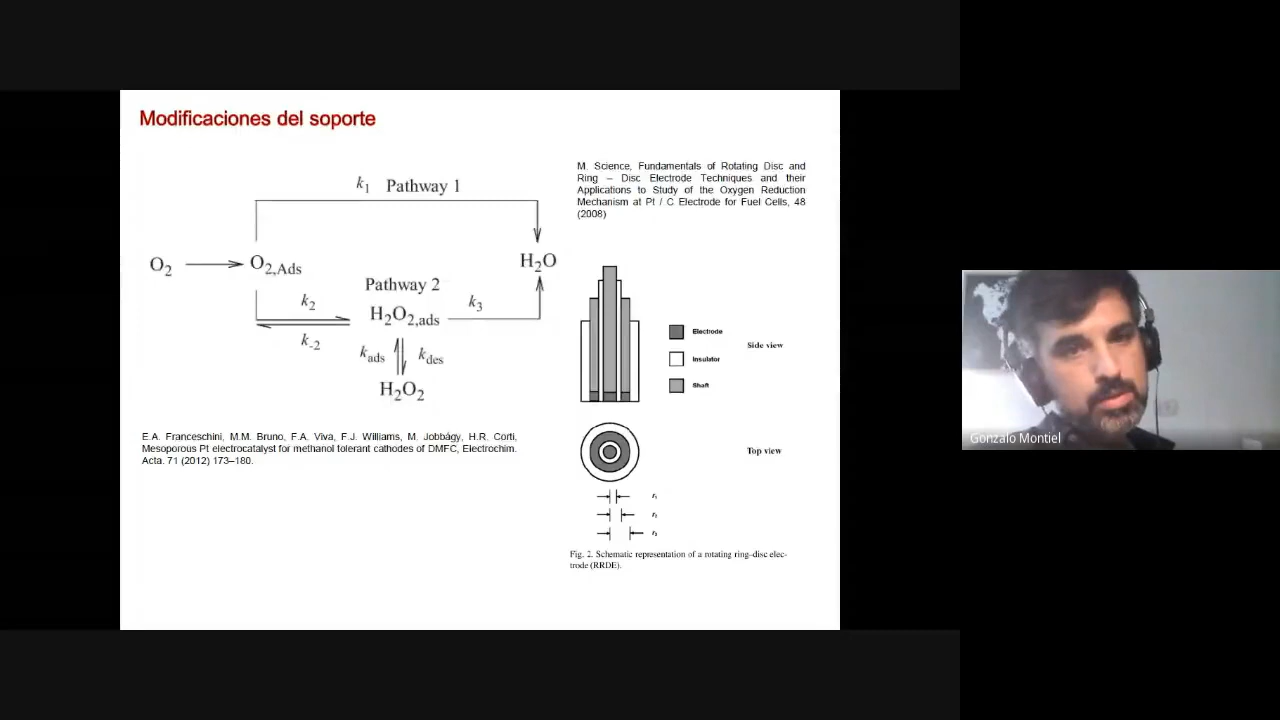 Modificaciones del soporte
k1 Pathway 1
O2
O2,Ads
H2O
Pathway 2
k2
H2O2,ads
k3
k-2
kads
kdes
H2O2
E.A. Franceschini, M.M. Bruno, F.A. Viva, F.J. Williams, M. Jobbágy, H.R. Corti,
Mesoporous Pt electrocatalyst for methanol tolerant cathodes of DMFC, Electrochim.
Acta. 71 (2012) 173–180.
M. Science, Fundamentals of Rotating Disc and
Ring – Disc Electrode Techniques and their
Applications to Study of the Oxygen Reduction
Mechanism at Pt / C Electrode for Fuel Cells, 48
(2008)
Electrode
Insulator
Shaft
Side view
Top view
r1
r2
r3
Fig. 2. Schematic representation of a rotating ring–disc elec-
trode (RRDE).
Gonzalo Montiel